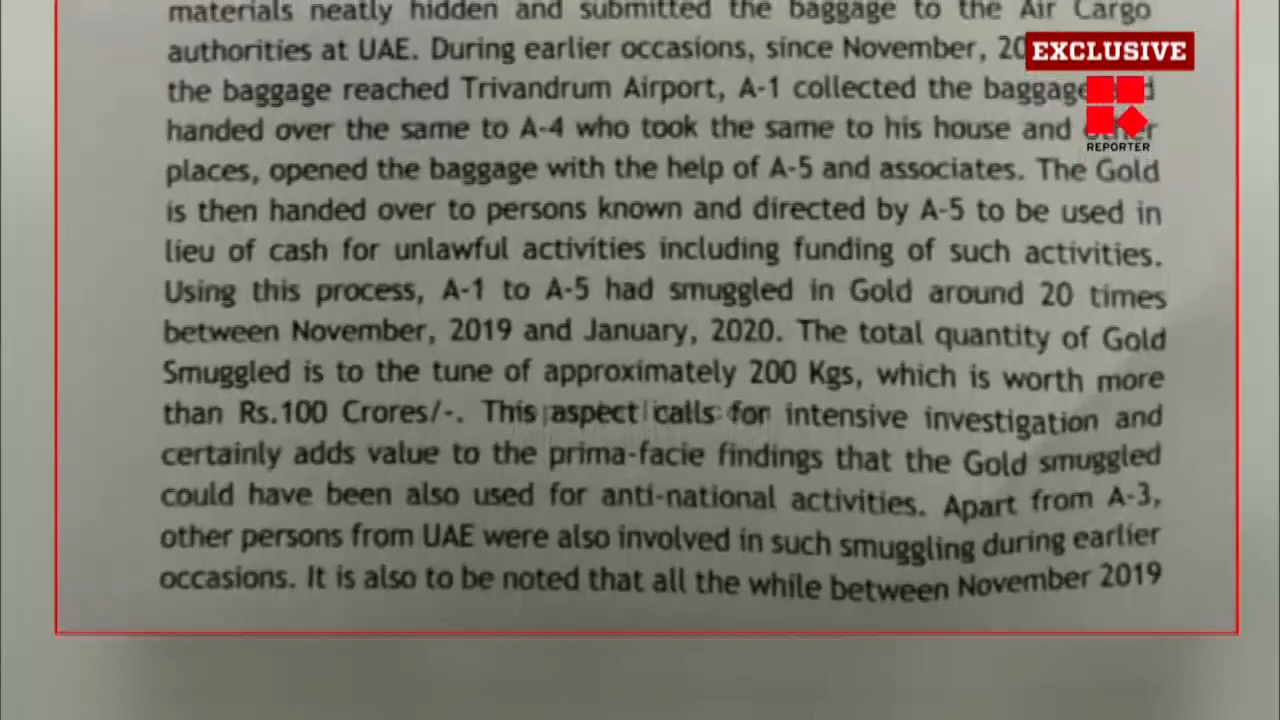 materials neatly hidden and submitted the baggage to the Air Cargo
authorities at UAE. During earlier occasions, since November, 20
EXCLUSIVE
the baggage reached Trivandrum Airport, A-1 collected the baggage
handed over the same to A-4 who took the same to his house and other
REPORTER
places, opened the baggage with the help of A-5 and associates. The Gold
is then handed over to persons known and directed by A-5 to be used in
lieu of cash for unlawful activities including funding of such activities.
Using this process, A-1 to A-5 had smuggled in Gold around 20 times
between November, 2019 and January, 2020. The total quantity of Gold
Smuggled is to the tune of approximately 200 Kgs, which is worth more
than Rs.100 Crores/-. This aspect calls for intensive investigation and
certainly adds value to the prima-facie findings that the Gold smuggled
could have been also used for anti-national activities. Apart from A-3,
other persons from UAE were also involved in such smuggling during earlier
occasions. It is also to be noted that all the while between November 2019